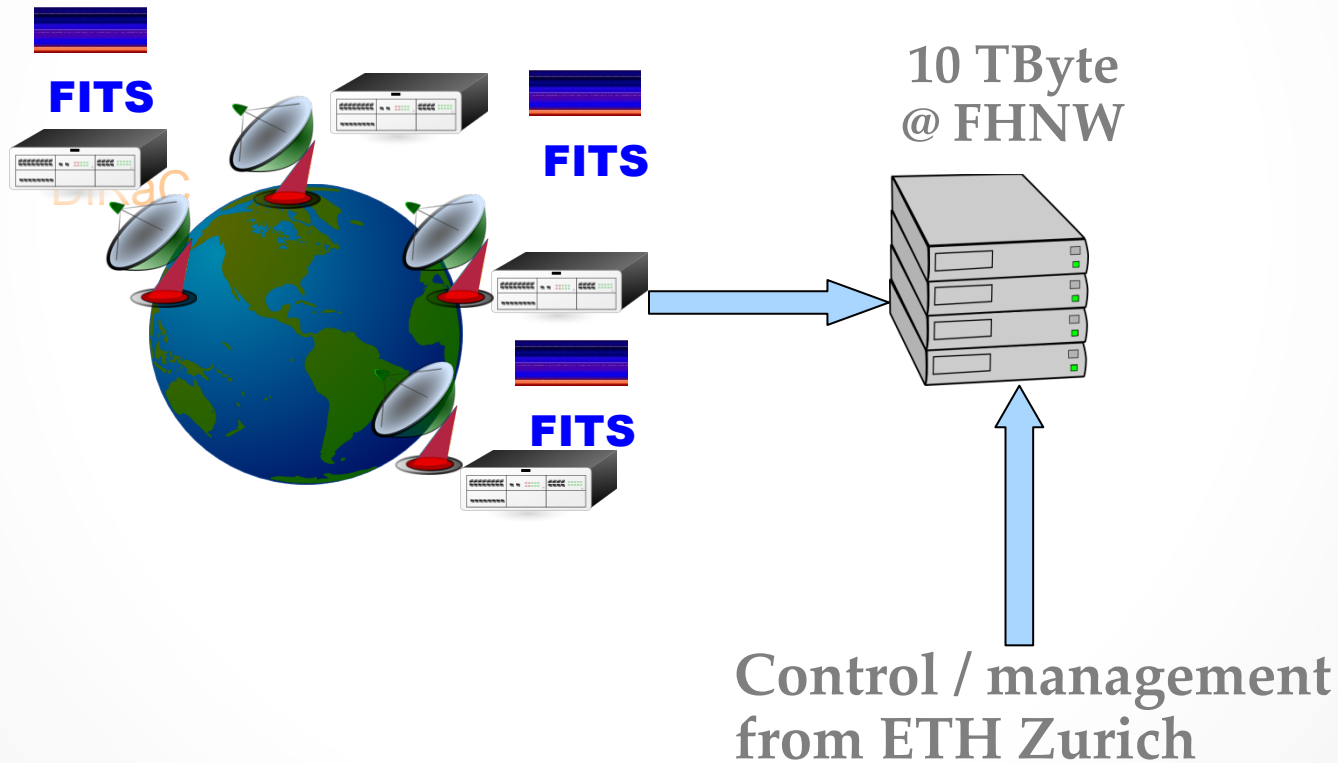 FITS
FITS
10 TByte
@ FHNW
FITS
Control / management
from ETH Zurich